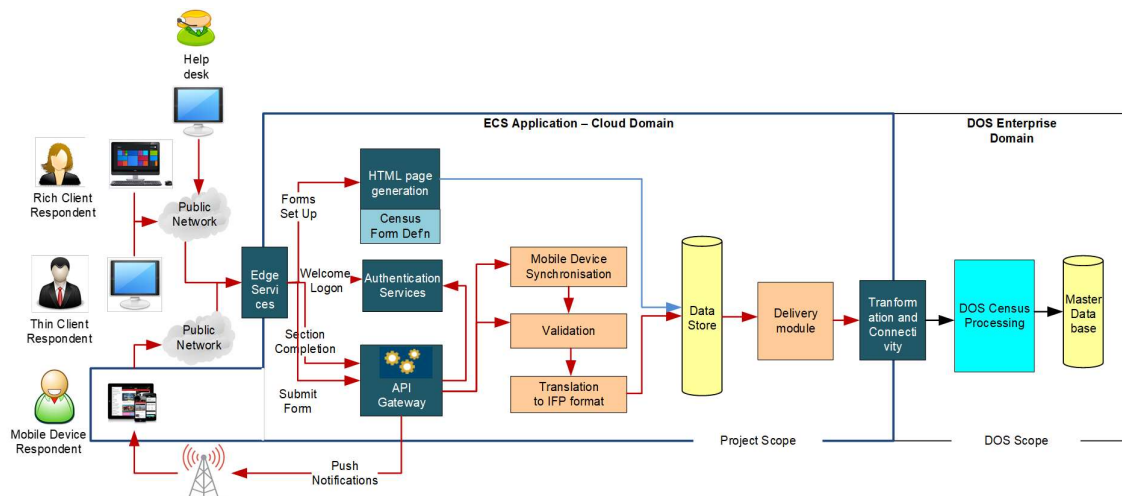 Help
desk
ECS Application – Cloud Domain
DOS Enterprise
Domain
Rich Client
Respondent
Public
Network
Forms
Set Up
HTML page
generation
Census
Form Defn
Thin Client
Respondent
Public
Network
Edge
Servi
ces
Welcome
Logon
Authentication
Services
Section
Completion
Submit
Form
API
Gateway
Mobile Device
Synchronisation
Validation
Translation
to IFP format
Data
Store
Delivery
module
Tranform
ation and
Connecti
vity
DOS Census
Processing
Master
Data
base
Mobile Device
Respondent
Push
Notifications
Project Scope
DOS Scope